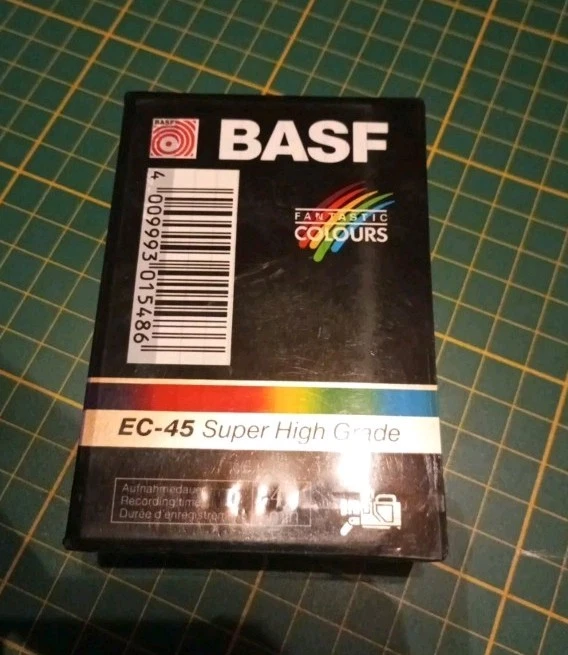 BASF
BASF
4 009993 015486
FANTASTIC
COLOURS
EC-45 Super High Grade
Aufnahmedauer
Recording time
Durée d'enregistrement